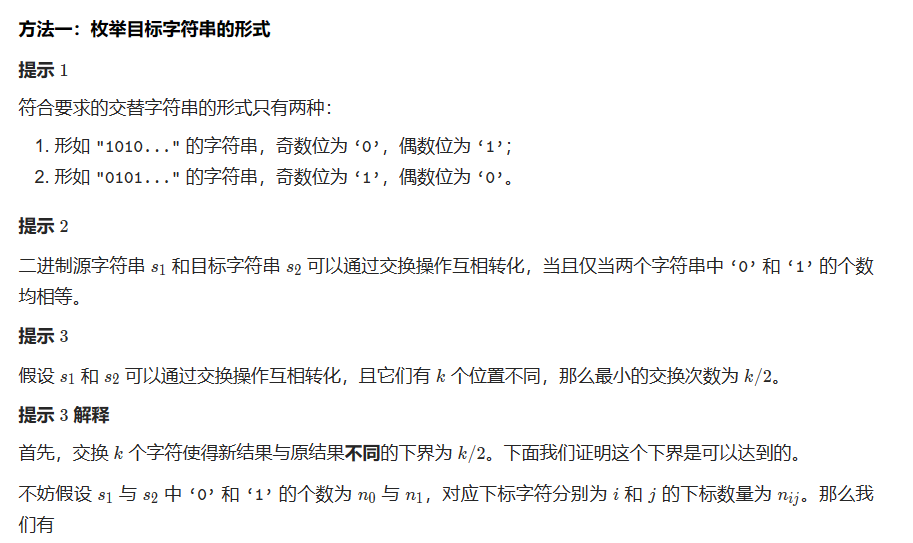 方法一：枚举目标字符串的形式
提示 1
符合要求的交替字符串的形式只有两种：
1. 形如 "1010..." 的字符串，奇数位为 ‘0’，偶数位为 ‘1’；
2. 形如 "0101..." 的字符串，奇数位为 ‘1’，偶数位为 ‘0’。
提示 2
二进制源字符串 s₁ 和目标字符串 s₂ 可以通过交换操作互相转化，当且仅当两个字符串中 ‘0’ 和 ‘1’ 的个数
均相等。
提示 3
假设 s₁ 和 s₂ 可以通过交换操作互相转化，且它们有 k 个位置不同，那么最小的交换次数为 k/2。
提示 3 解释
首先，交换 k 个字符使得新结果与原结果不同的下界为 k/2。下面我们证明这个下界是可以达到的。
不妨假设 s₁ 与 s₂ 中 ‘0’ 和 ‘1’ 的个数为 n₀ 与 n₁，对应下标字符分别为 i 和 j 的下标数量为 nᵢⱼ。那么我
们有